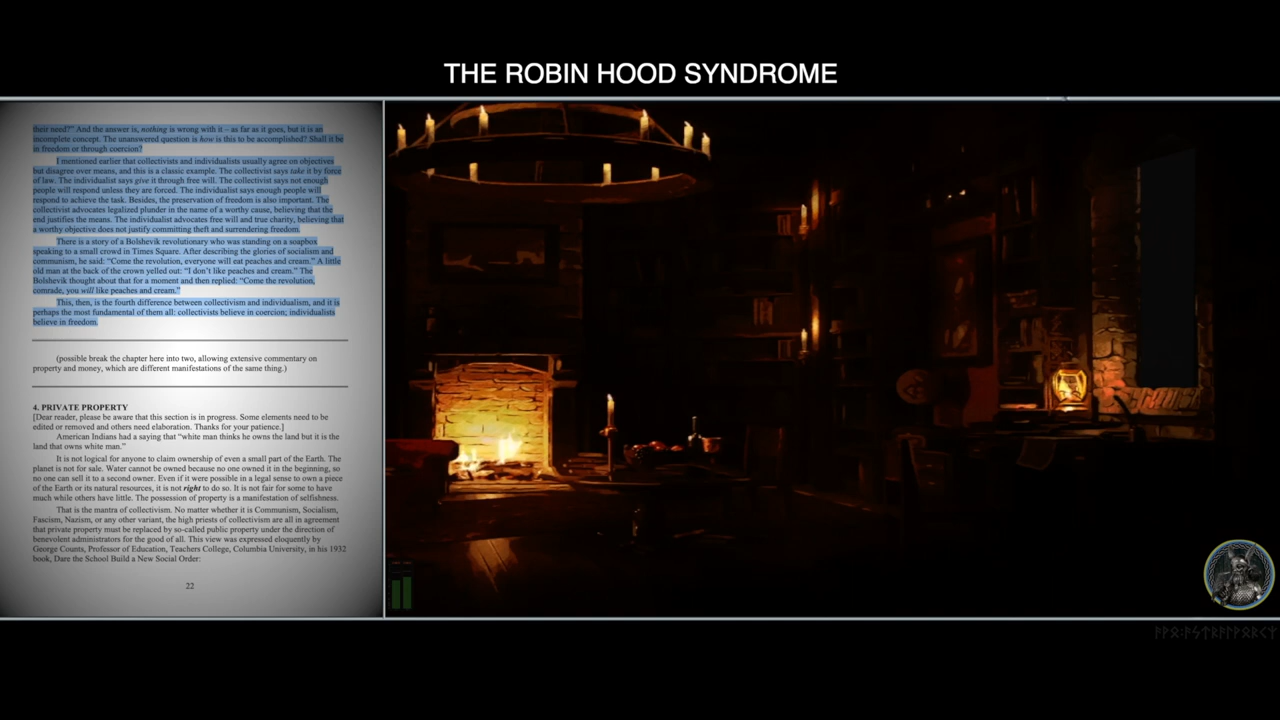 THE ROBIN HOOD SYNDROME
their need?" And the answer is, nothing is wrong with it – as far as it goes, but it is an
incomplete concept. The unanswered question is how is this to be accomplished? Shall it be
in freedom or through coercion?
I mentioned earlier that collectivists and individualists usually agree on objectives
but disagree over means, and this is a classic example. The collectivist says take it by force
of law. The individualist says give it through free will. The collectivist says not enough
people will respond unless they are forced. The individualist says enough people will
respond to achieve the task. Besides, the preservation of freedom is also important. The
collectivist advocates legalized plunder in the name of a worthy cause, believing that the
end justifies the means. The individualist advocates free will and true charity, believing that
a worthy objective does not justify committing theft and surrendering freedom.
There is a story of a Bolshevik revolutionary who was standing on a soapbox
speaking to a small crowd in Times Square. After describing the glories of socialism and
communism, he said: "Come the revolution, everyone will eat peaches and cream." A little
old man at the back of the crown yelled out: "I don't like peaches and cream." The
Bolshevik thought about that for a moment and then replied: "Come the revolution,
comrade, you will like peaches and cream."
This, then, is the fourth difference between collectivism and individualism, and it is
perhaps the most fundamental of them all: collectivists believe in coercion; individualists
believe in freedom.
(possible break the chapter here into two, allowing extensive commentary on
property and money, which are different manifestations of the same thing.)
4. PRIVATE PROPERTY
[Dear reader, please be aware that this section is in progress. Some elements need to be
edited or removed and others need elaboration. Thanks for your patience.]
American Indians had a saying that "white man thinks he owns the land but it is the
land that owns white man."
It is not logical for anyone to claim ownership of even a small part of the Earth. The
planet is not for sale. Water cannot be owned because no one owned it in the beginning, so
no one can sell it to a second owner. Even if it were possible in a legal sense to own a piece
of the Earth or its natural resources, it is not right to do so. It is not fair for some to have
much while others have little. The possession of property is a manifestation of selfishness.
That is the mantra of collectivism. No matter whether it is Communism, Socialism,
Fascism, Nazism, or any other variant, the high priests of collectivism are all in agreement
that private property must be replaced by so-called public property under the direction of
benevolent administrators for the good of all. This view was expressed eloquently by
George Counts, Professor of Education, Teachers College, Columbia University, in his 1932
book, Dare the School Build a New Social Order:
22